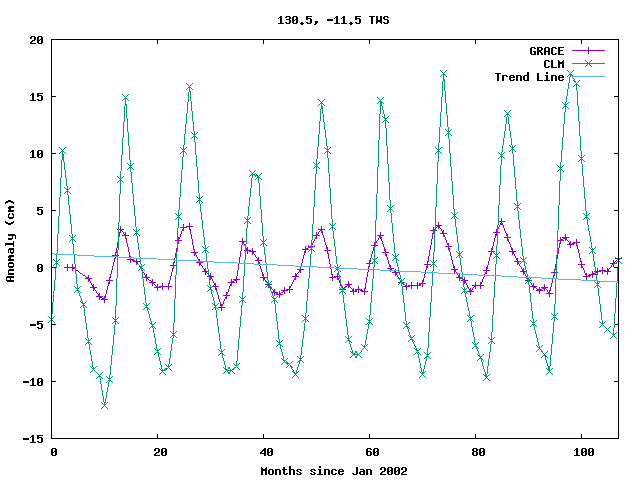 130.5, -11.5 TWS
GRACE
CLM
Trend Line
20
15
10
5
0
-5
-10
-15
Anomaly (cm)
0 20 40 60 80 100
Months since Jan 2002